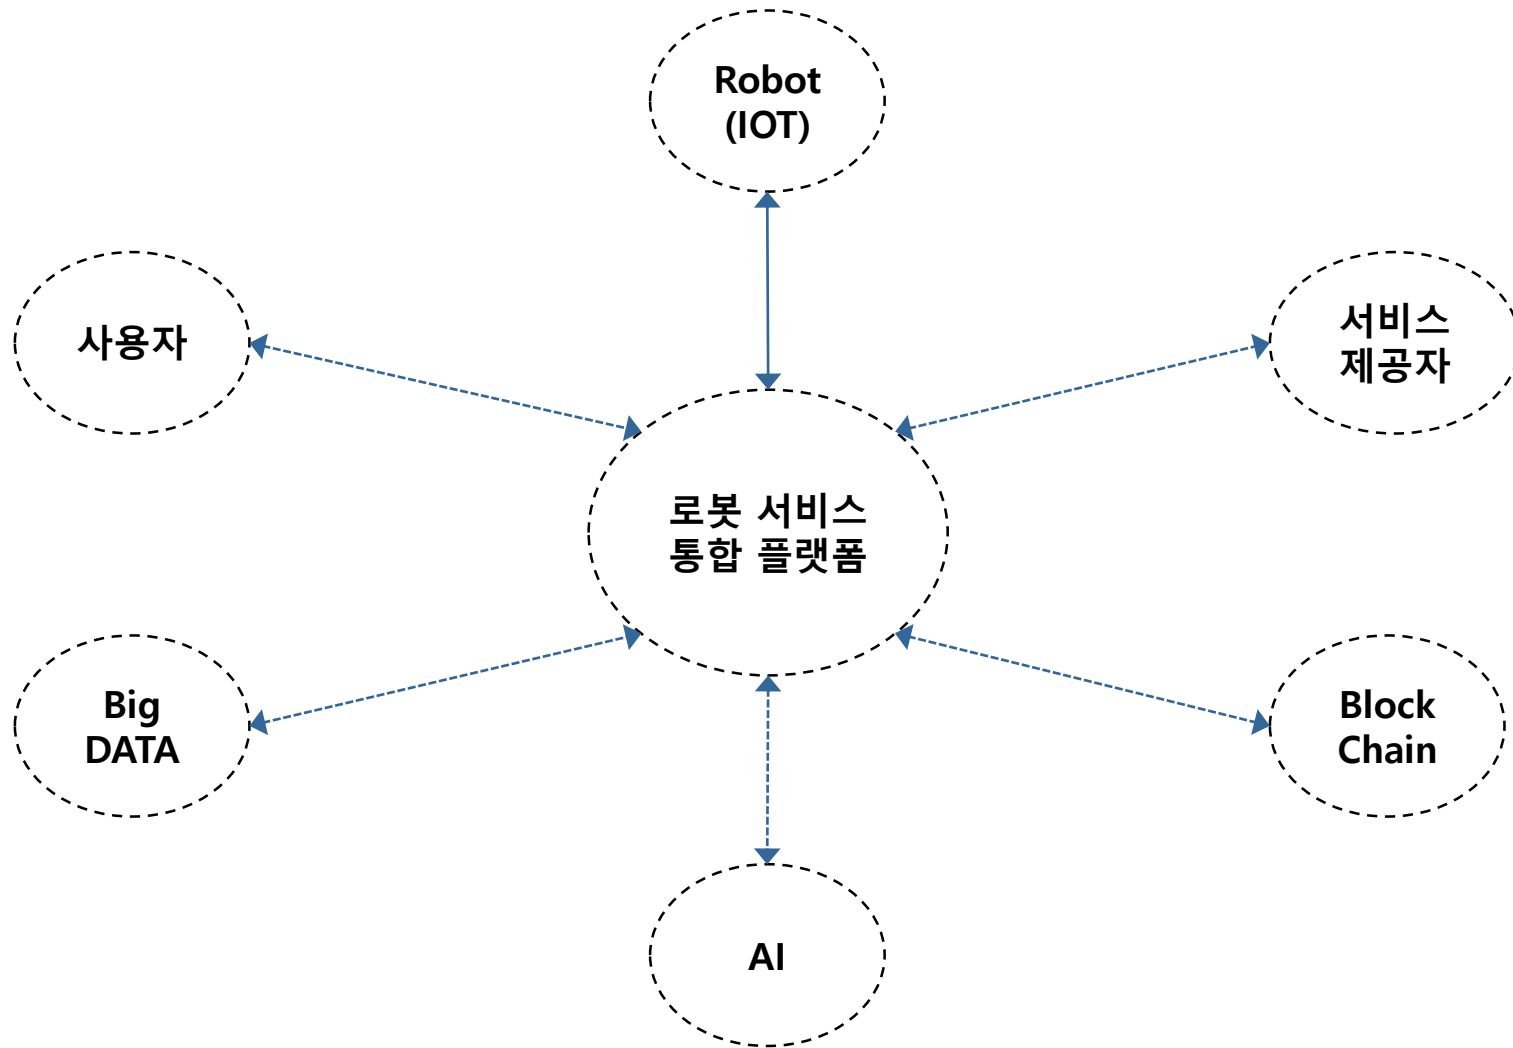 Robot
(IOT)
사용자
서비스
제공자
로봇 서비스
통합 플랫폼
Big
DATA
Block
Chain
AI